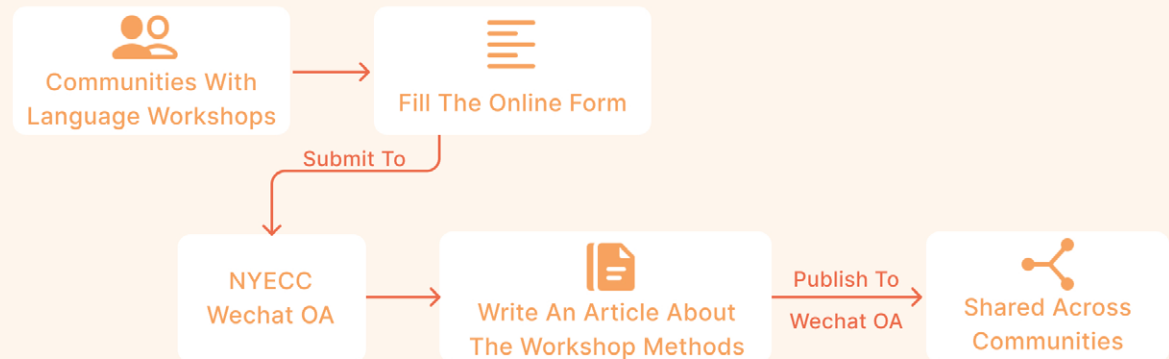 Communities With
Language Workshops
Fill The Online Form
Submit To
NYECC
Wechat OA
Write An Article About
The Workshop Methods
Publish To
Wechat OA
Shared Across
Communities